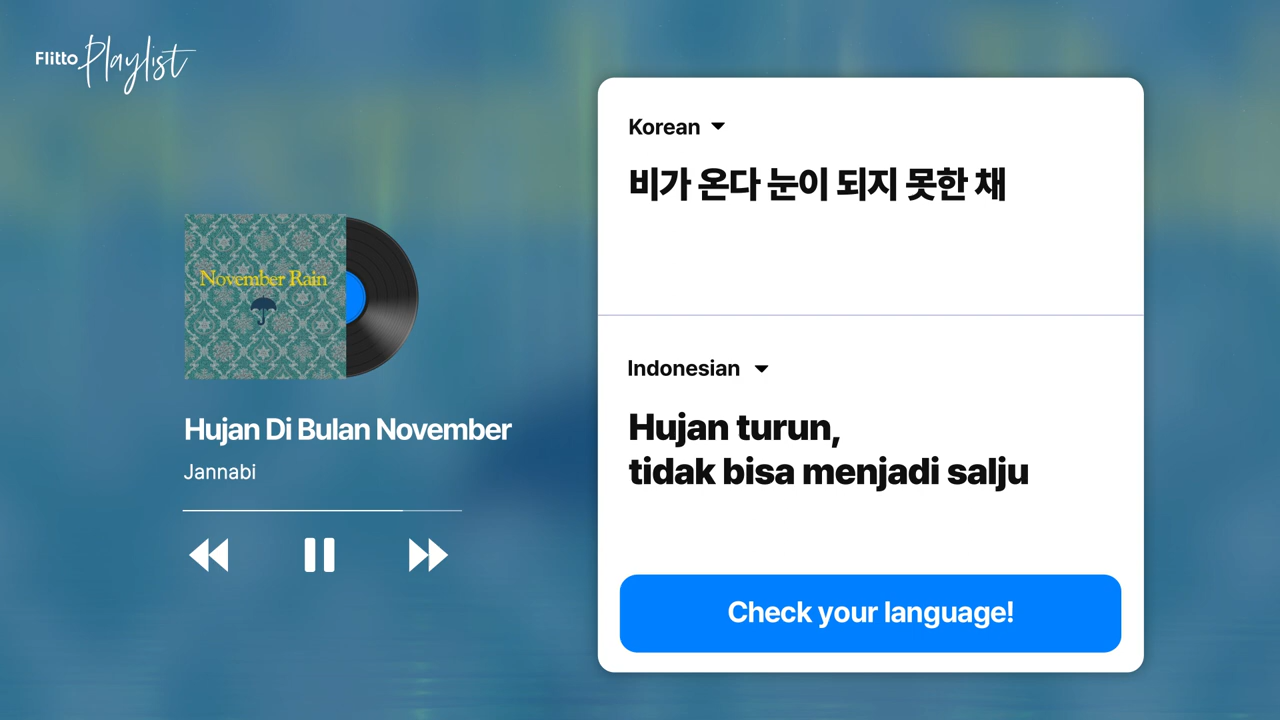 Flitto Playlist
November Rain
Hujan Di Bulan November
Jannabi
Korean
비가 온다 눈이 되지 못한 채
Indonesian
Hujan turun,
tidak bisa menjadi salju
Check your language!